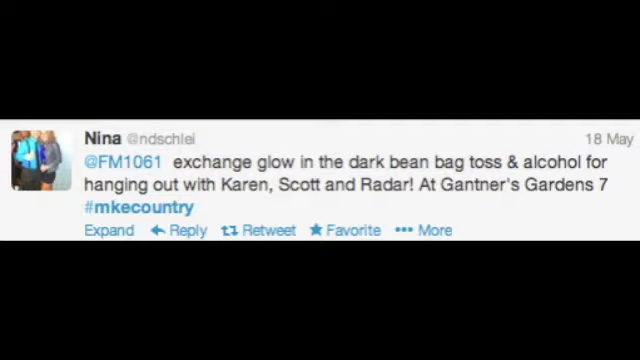 Nina @ndschlei 18 May
@FM1061 exchange glow in the dark bean bag toss & alcohol for
hanging out with Karen, Scott and Radar! At Gantner's Gardens 7
#mkecountry
Expand Reply Retweet Favorite More